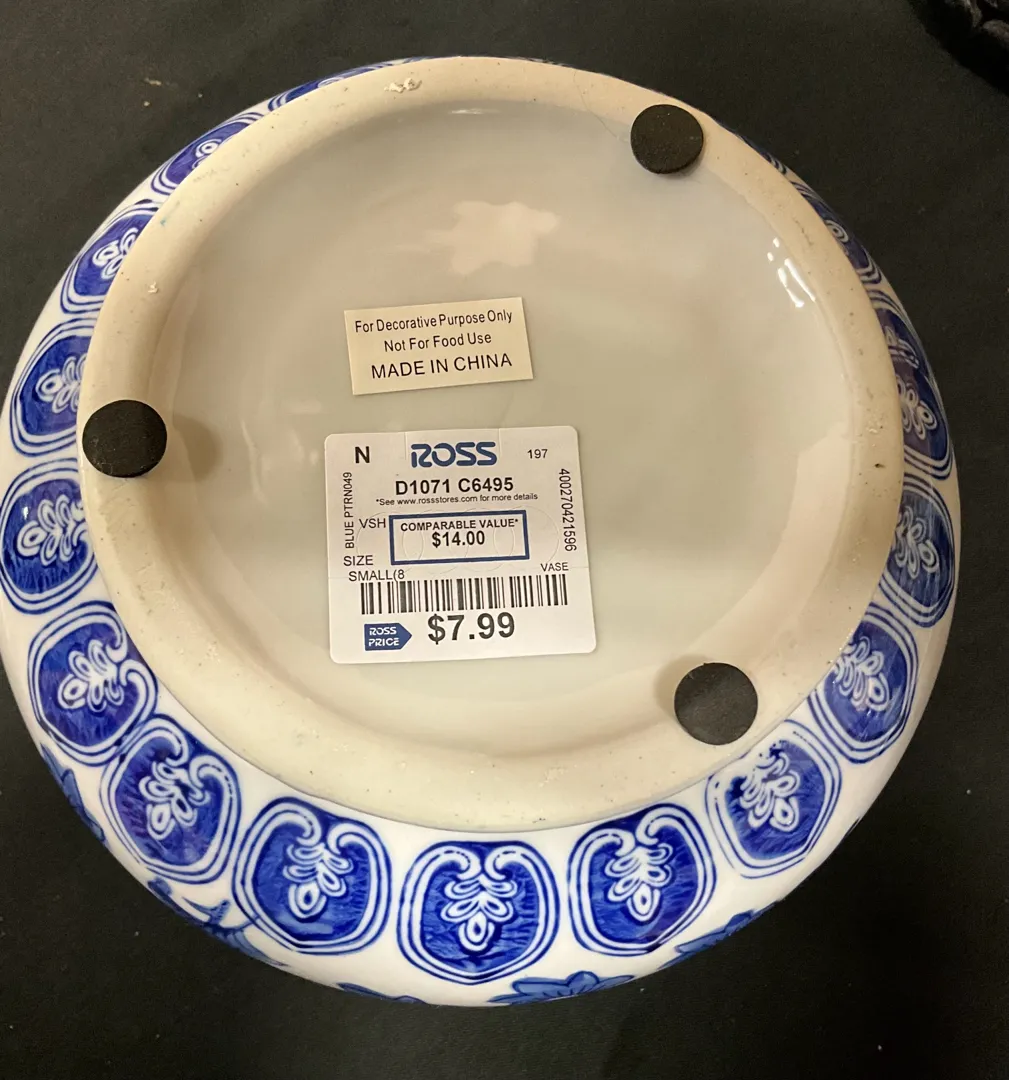 For Decorative Purpose Only
Not For Food Use
MADE IN CHINA
N ROSS 197
D1071 C6495
*See www.rossstores.com for more details
BLUE PTRN049
400270421596
VSH
COMPARABLE VALUE*
$14.00
SIZE
SMALL(8
VASE
ROSS
PRICE
$7.99